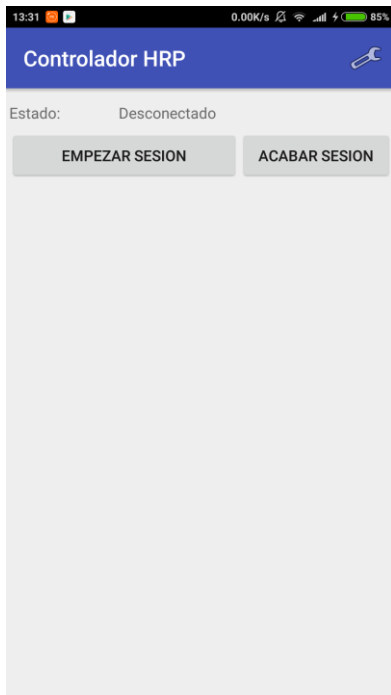 13:31 0.00K/s 85%
Controlador HRP
Estado: Desconectado
EMPEZAR SESION ACABAR SESION